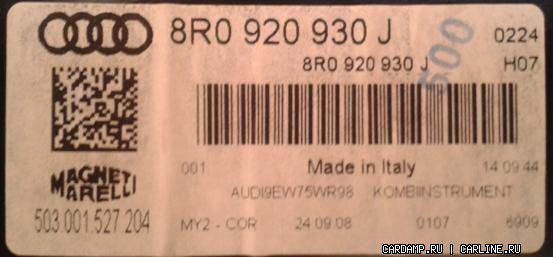 8R0 920 930 J 0224
8R0 920 930 J H07
600
001 Made in Italy 14 09 44
MAGNETI
MARELLI
AUDI9EW75WR98 KOMBIINSTRUMENT
503.001.527.204
MY2 - COR 24 09 08 0107 6909
CARDAMP.RU | CARLINE.RU